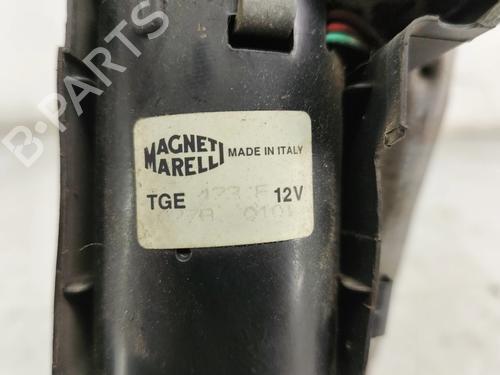 B-PARTS
MAGNETI
MARELLI MADE IN ITALY
TGE 12V